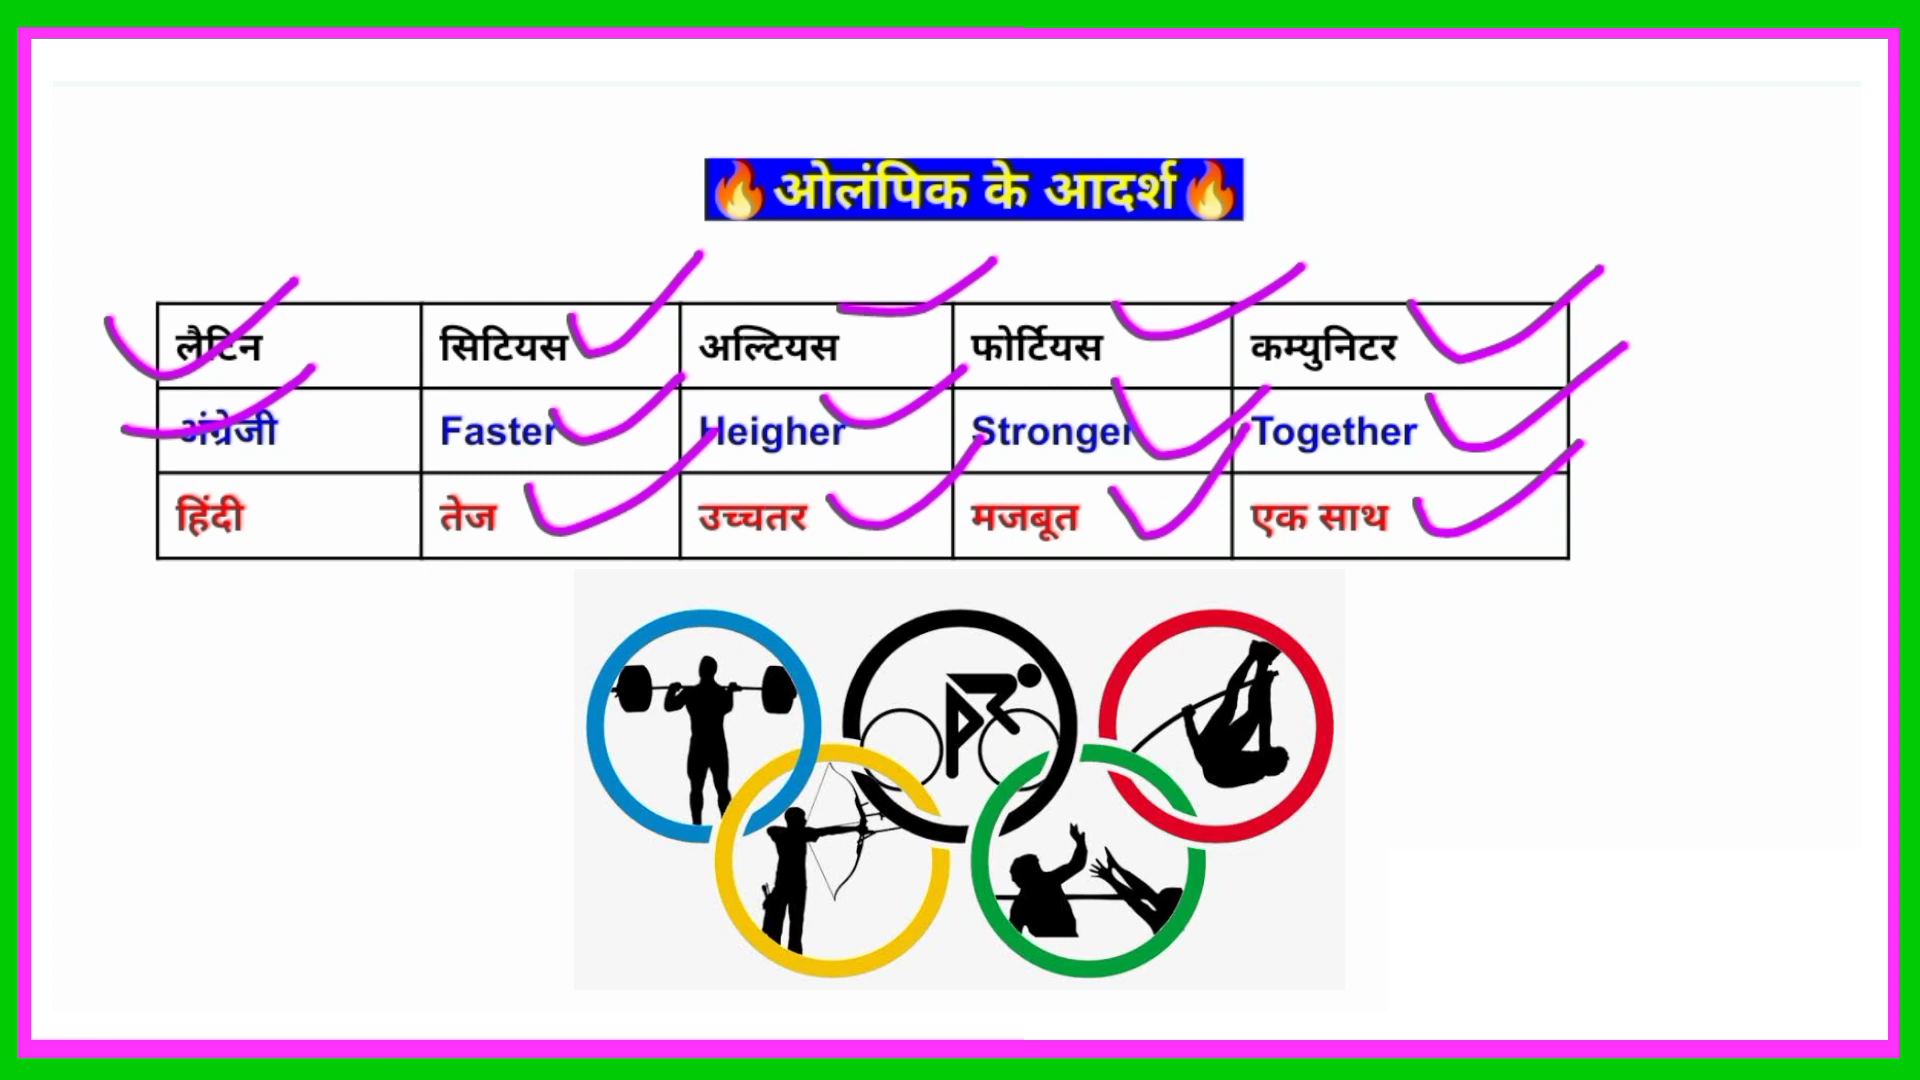 🔥ओलंपिक के आदर्श🔥
लैटिन सिटियस अल्टियस फोर्टियस कम्युनिटर
अंग्रेजी Faster Heigher Stronger Together
हिंदी तेज उच्चतर मजबूत एक साथ